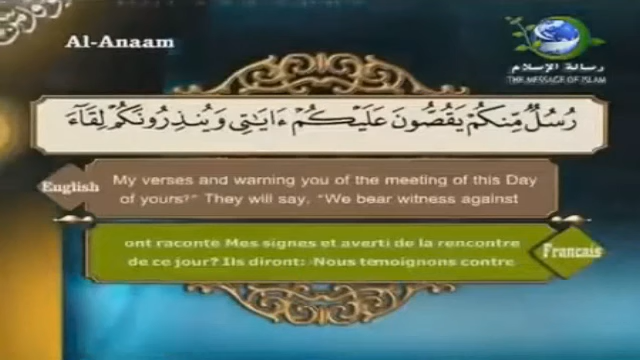 Al-Anaam
رسالة الإسلام
THE MESSAGE OF ISLAM
رُسُلٌ مِّنكُمْ يَقُصُّونَ عَلَيْكُمْ ءَايَٰتِى وَيُنذِرُونَكُمْ لِقَآءَ
English
My verses and warning you of the meeting of this Day
of yours?" They will say, "We bear witness against
ont raconte Mes signes et averti de la rencontre
de ce jour? Ils diront: «Nous temoignons contre
Francais